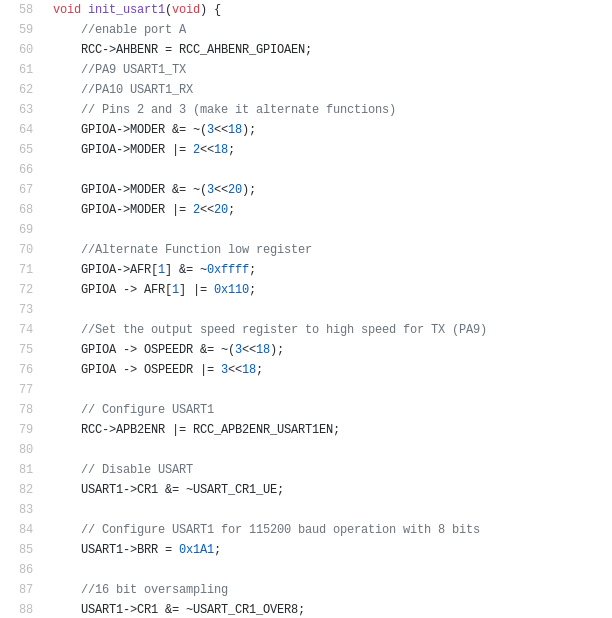 58 void init_usart1(void) {
59 //enable port A
60 RCC->AHBENR = RCC_AHBENR_GPIOAEN;
61 //PA9 USART1_TX
62 //PA10 USART1_RX
63 // Pins 2 and 3 (make it alternate functions)
64 GPIOA->MODER &= ~(3<<18);
65 GPIOA->MODER |= 2<<18;
66
67 GPIOA->MODER &= ~(3<<20);
68 GPIOA->MODER |= 2<<20;
69
70 //Alternate Function low register
71 GPIOA->AFR[1] &= ~0xffff;
72 GPIOA -> AFR[1] |= 0x110;
73
74 //Set the output speed register to high speed for TX (PA9)
75 GPIOA -> OSPEEDR &= ~(3<<18);
76 GPIOA -> OSPEEDR |= 3<<18;
77
78 // Configure USART1
79 RCC->APB2ENR |= RCC_APB2ENR_USART1EN;
80
81 // Disable USART
82 USART1->CR1 &= ~USART_CR1_UE;
83
84 // Configure USART1 for 115200 baud operation with 8 bits
85 USART1->BRR = 0x1A1;
86
87 //16 bit oversampling
88 USART1->CR1 &= ~USART_CR1_OVER8;